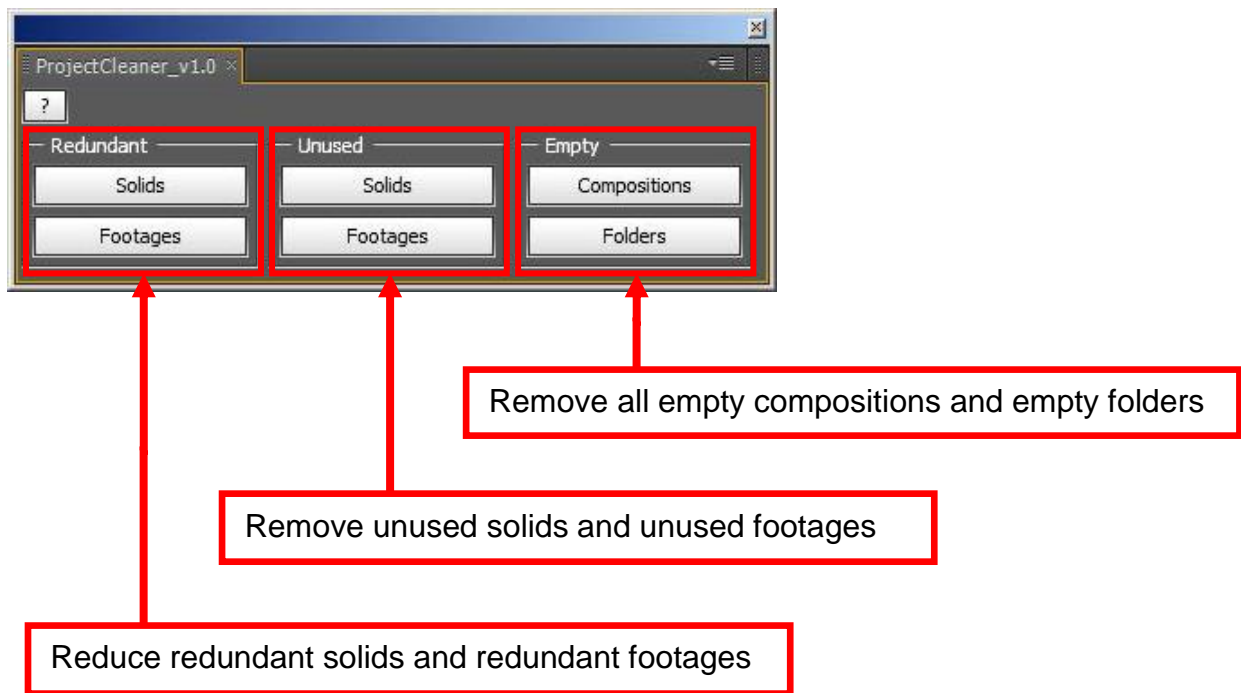 ProjectCleaner_v1.0
?
Redundant Unused Empty
Solids Solids Compositions
Footages Footages Folders
Remove all empty compositions and empty folders
Remove unused solids and unused footages
Reduce redundant solids and redundant footages